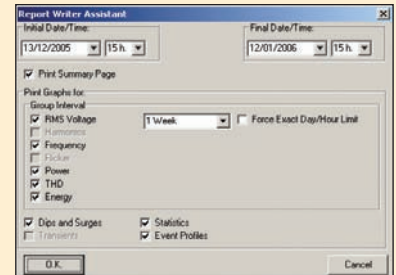 Report Writer Assistant
Initial Date/Time:
Final Date/Time:
13/12/2005 15 h.
12/01/2006 15 h.
Print Summary Page
Print Graphs for:
Group Interval
RMS Voltage 1 Week Force Exact Day/Hour Limit
Harmonics
Frequency
Flicker
Power
THD
Energy
Dips and Surges Statistics
Transients Event Profiles
O.K. Cancel